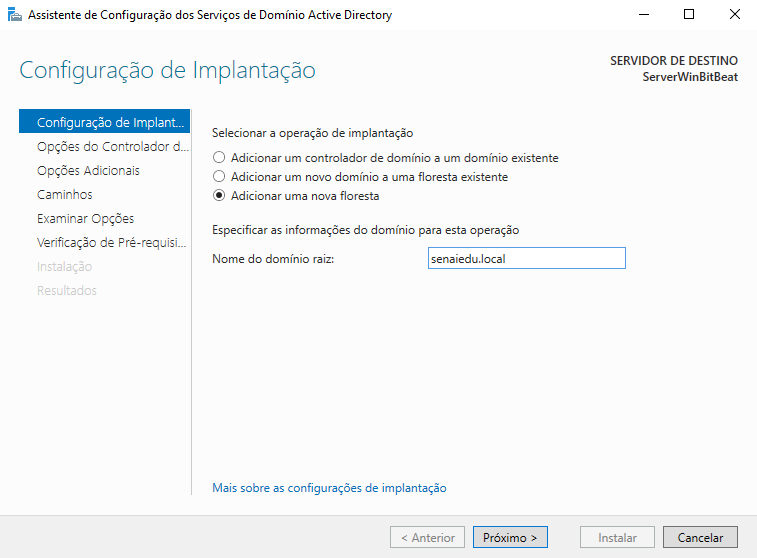 Assistente de Configuração dos Serviços de Domínio Active Directory
Configuração de Implantação
SERVIDOR DE DESTINO
ServerWinBitBeat
Configuração de Implant...
Opções do Controlador d...
Opções Adicionais
Caminhos
Examinar Opções
Verificação de Pré-requisi...
Instalação
Resultados
Selecionar a operação de implantação
Adicionar um controlador de domínio a um domínio existente
Adicionar um novo domínio a uma floresta existente
Adicionar uma nova floresta
Especificar as informações do domínio para esta operação
Nome do domínio raiz: senaiedu.local
Mais sobre as configurações de implantação
< Anterior Próximo > Instalar Cancelar